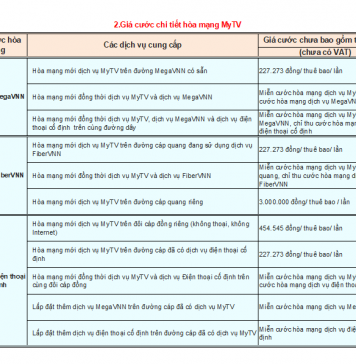 2.Giá cước chi tiết hòa mạng MyTV
ức hòa
g
Các dịch vụ cung cấp
Giá cước chưa bao gồm t
(chưa có VAT)
egaVNN
Hòa mạng mới dịch vụ MyTV trên đường MegaVNN có sẵn
227.273 đồng/ thuê bao/ lần
Hòa mạng mới đồng thời dịch vụ MyTV và dịch vụ MegaVNN
Miễn cước hòa mạng dịch vụ My
cước hòa mạng dịch vụ MegaVN
Hòa mạng mới đồng thời dịch vụ MyTV, dịch vụ MegaVNN và dịch vụ điện
thoại cố định trên cùng đường dây
Miễn cước hòa mạng dịch vụ My
MegaVNN, chỉ thu cước hòa mạn
điện thoại cố định
iberVNN
Hòa mạng mới dịch vụ MyTV trên đường cáp quang đang sử dụng dịch vụ
FiberVNN
227.273 đồng/ thuê bao/ lần
Hòa mạng mới đồng thời dịch vụ MyTV và dịch vụ FiberVNN
Miễn cước hòa mạng dịch vụ My
quang, chỉ thu cước hòa mạng d
FiberVNN
Hòa mạng mới dịch vụ MyTV trên đường cáp quang riêng
3.000.000 đồng/ thuê bao / lần
iện thoại
nh
Hòa mạng mới dịch vụ MyTV trên đôi cáp đồng riêng (không thoại, không
Internet)
454.545 đồng/ thuê bao/ lần
Hòa mạng mới dịch vụ MyTV trên đường cáp đã có dịch vụ điện thoại cố
định
227.273 đồng/ thuê bao/ lần
Hòa mạng mới đồng thời dịch vụ MyTV và dịch vụ Điện thoại cố định trên
cùng đôi cáp đồng
Miễn cước hòa mạng dịch vụ My
cước hòa mạng dịch vụ điện thoạ
Lắp đặt thêm dịch vụ MegaVNN trên đường cáp đã có dịch vụ MyTV
Miễn cước hòa mạng dịch vụ Me
Lắp đặt thêm dịch vụ điện thoại cố định trên đường cáp đã có dịch vụ MyTV
Miễn cước hòa mạng dịch vụ điệ
định